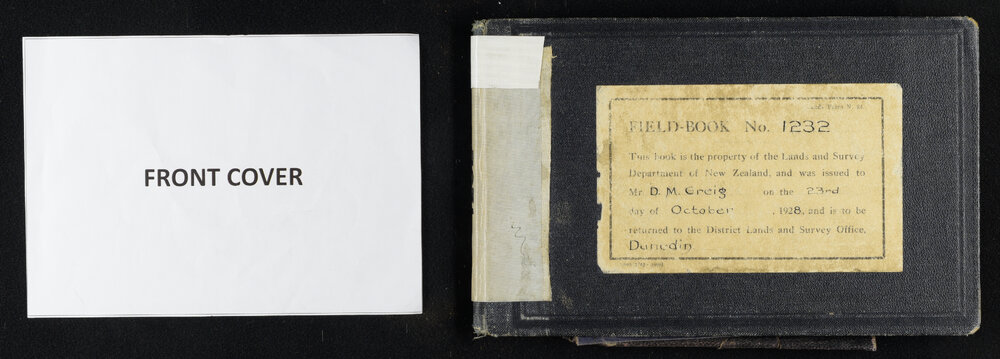 FRONT COVER
FIELD-BOOK No. 1232
This book is the property of the Lands and Survey
Department of New Zealand, and was issued to
Mr. D. M. Greig on the 23rd
day of October, 1928, and is to be
returned to the District Lands and Survey Office,
Dunedin